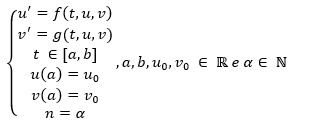 u′ = f(t, u, v)
v′ = g(t, u, v)
t ∈ [a, b]
u(a) = u₀
v(a) = v₀
n = α
, a, b, u₀, v₀ ∈ ℝ e α ∈ ℕ